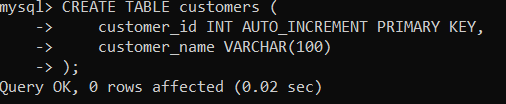 mysql> CREATE TABLE customers (
    ->     customer_id INT AUTO_INCREMENT PRIMARY KEY,
    ->     customer_name VARCHAR(100)
    -> );
Query OK, 0 rows affected (0.02 sec)